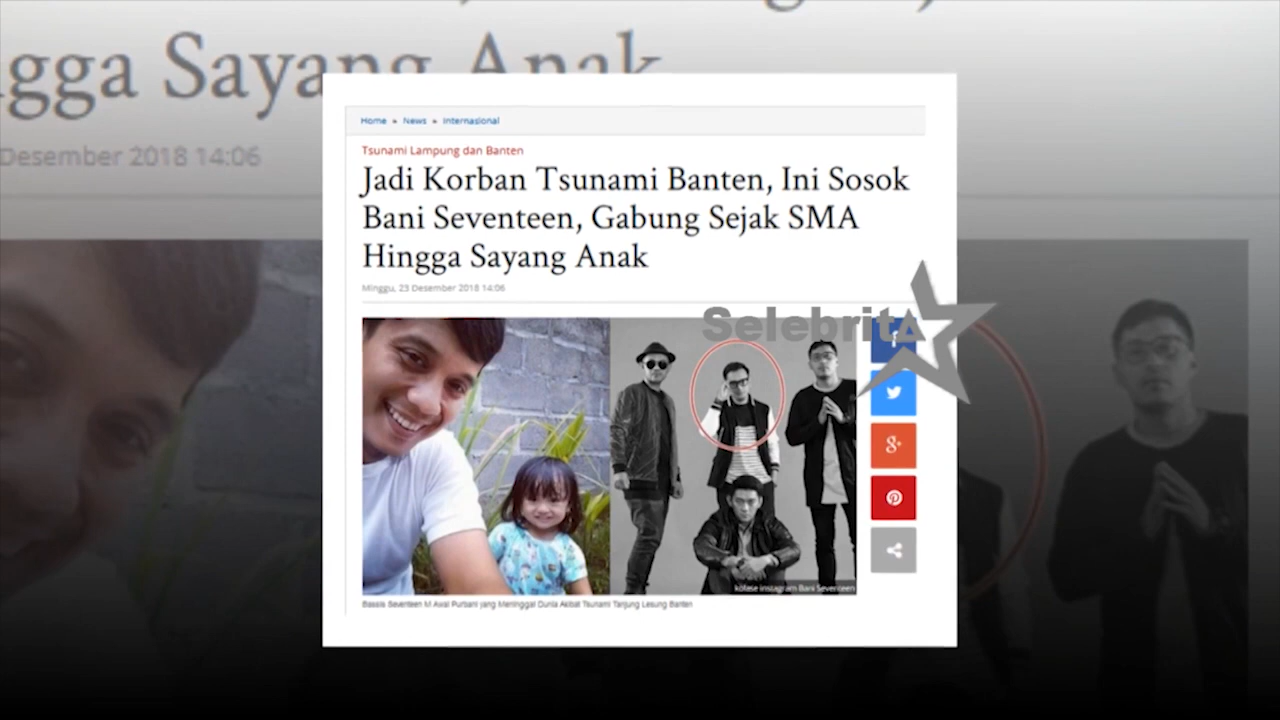 gga Sayang Anak
Desember 2018 14:06
Home » News » Internasional
Tsunami Lampung dan Banten
Jadi Korban Tsunami Banten, Ini Sosok
Bani Seventeen, Gabung Sejak SMA
Hingga Sayang Anak
Minggu, 23 Desember 2018 14:06
Selebrita
kolase instagram Bani Seventeen
Bassis Seventeen M Awal Purbani yang Meninggal Dunia Akibat Tsunami Tanjung Lesung Banten